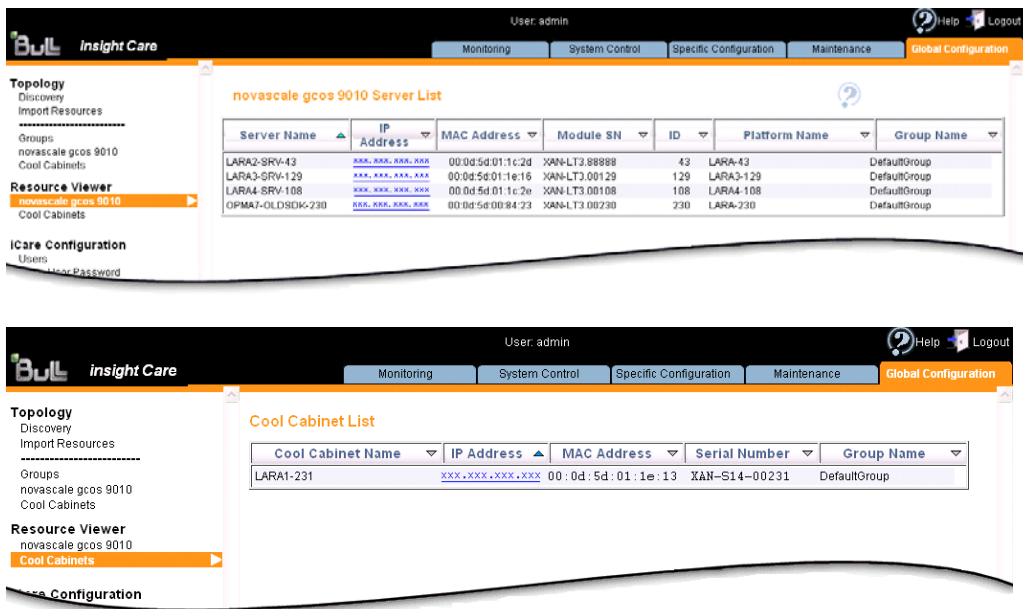 User: admin
Help Logout
Bull insight Care
Monitoring System Control Specific Configuration Maintenance Global Configuration
Topology
Discovery
Import Resources
Groups
novascale gcos 9010
Cool Cabinets
Resource Viewer
novascale gcos 9010
Cool Cabinets
iCare Configuration
Users
User Password
novascale gcos 9010 Server List
Server Name IP Address MAC Address Module SN ID Platform Name Group Name
LARA2-SRV-43 xxx.xxx.xxx.xxx 00:0d:5d:01:1c:2d XAN-LT3.88888 43 LARA-43 DefaultGroup
LARA3-SRV-129 xxx.xxx.xxx.xxx 00:0d:5d:01:1e:16 XAN-LT3.00129 129 LARA3-129 DefaultGroup
LARA4-SRV-108 xxx.xxx.xxx.xxx 00:0d:5d:01:1c:2e XAN-LT3.00108 108 LARA4-108 DefaultGroup
OPMA7-OLDSDK-230 xxx.xxx.xxx.xxx 00:0d:5d:00:84:23 XAN-LT3.00230 230 LARA-230 DefaultGroup
User: admin
Help Logout
Bull insight Care
Monitoring System Control Specific Configuration Maintenance Global Configuration
Topology
Discovery
Import Resources
Groups
novascale gcos 9010
Cool Cabinets
Resource Viewer
novascale gcos 9010
Cool Cabinets
Configuration
Cool Cabinet List
Cool Cabinet Name IP Address MAC Address Serial Number Group Name
LARA1-231 xxx.xxx.xxx.xxx 00:0d:5d:01:1e:13 XAN-S14-00231 DefaultGroup